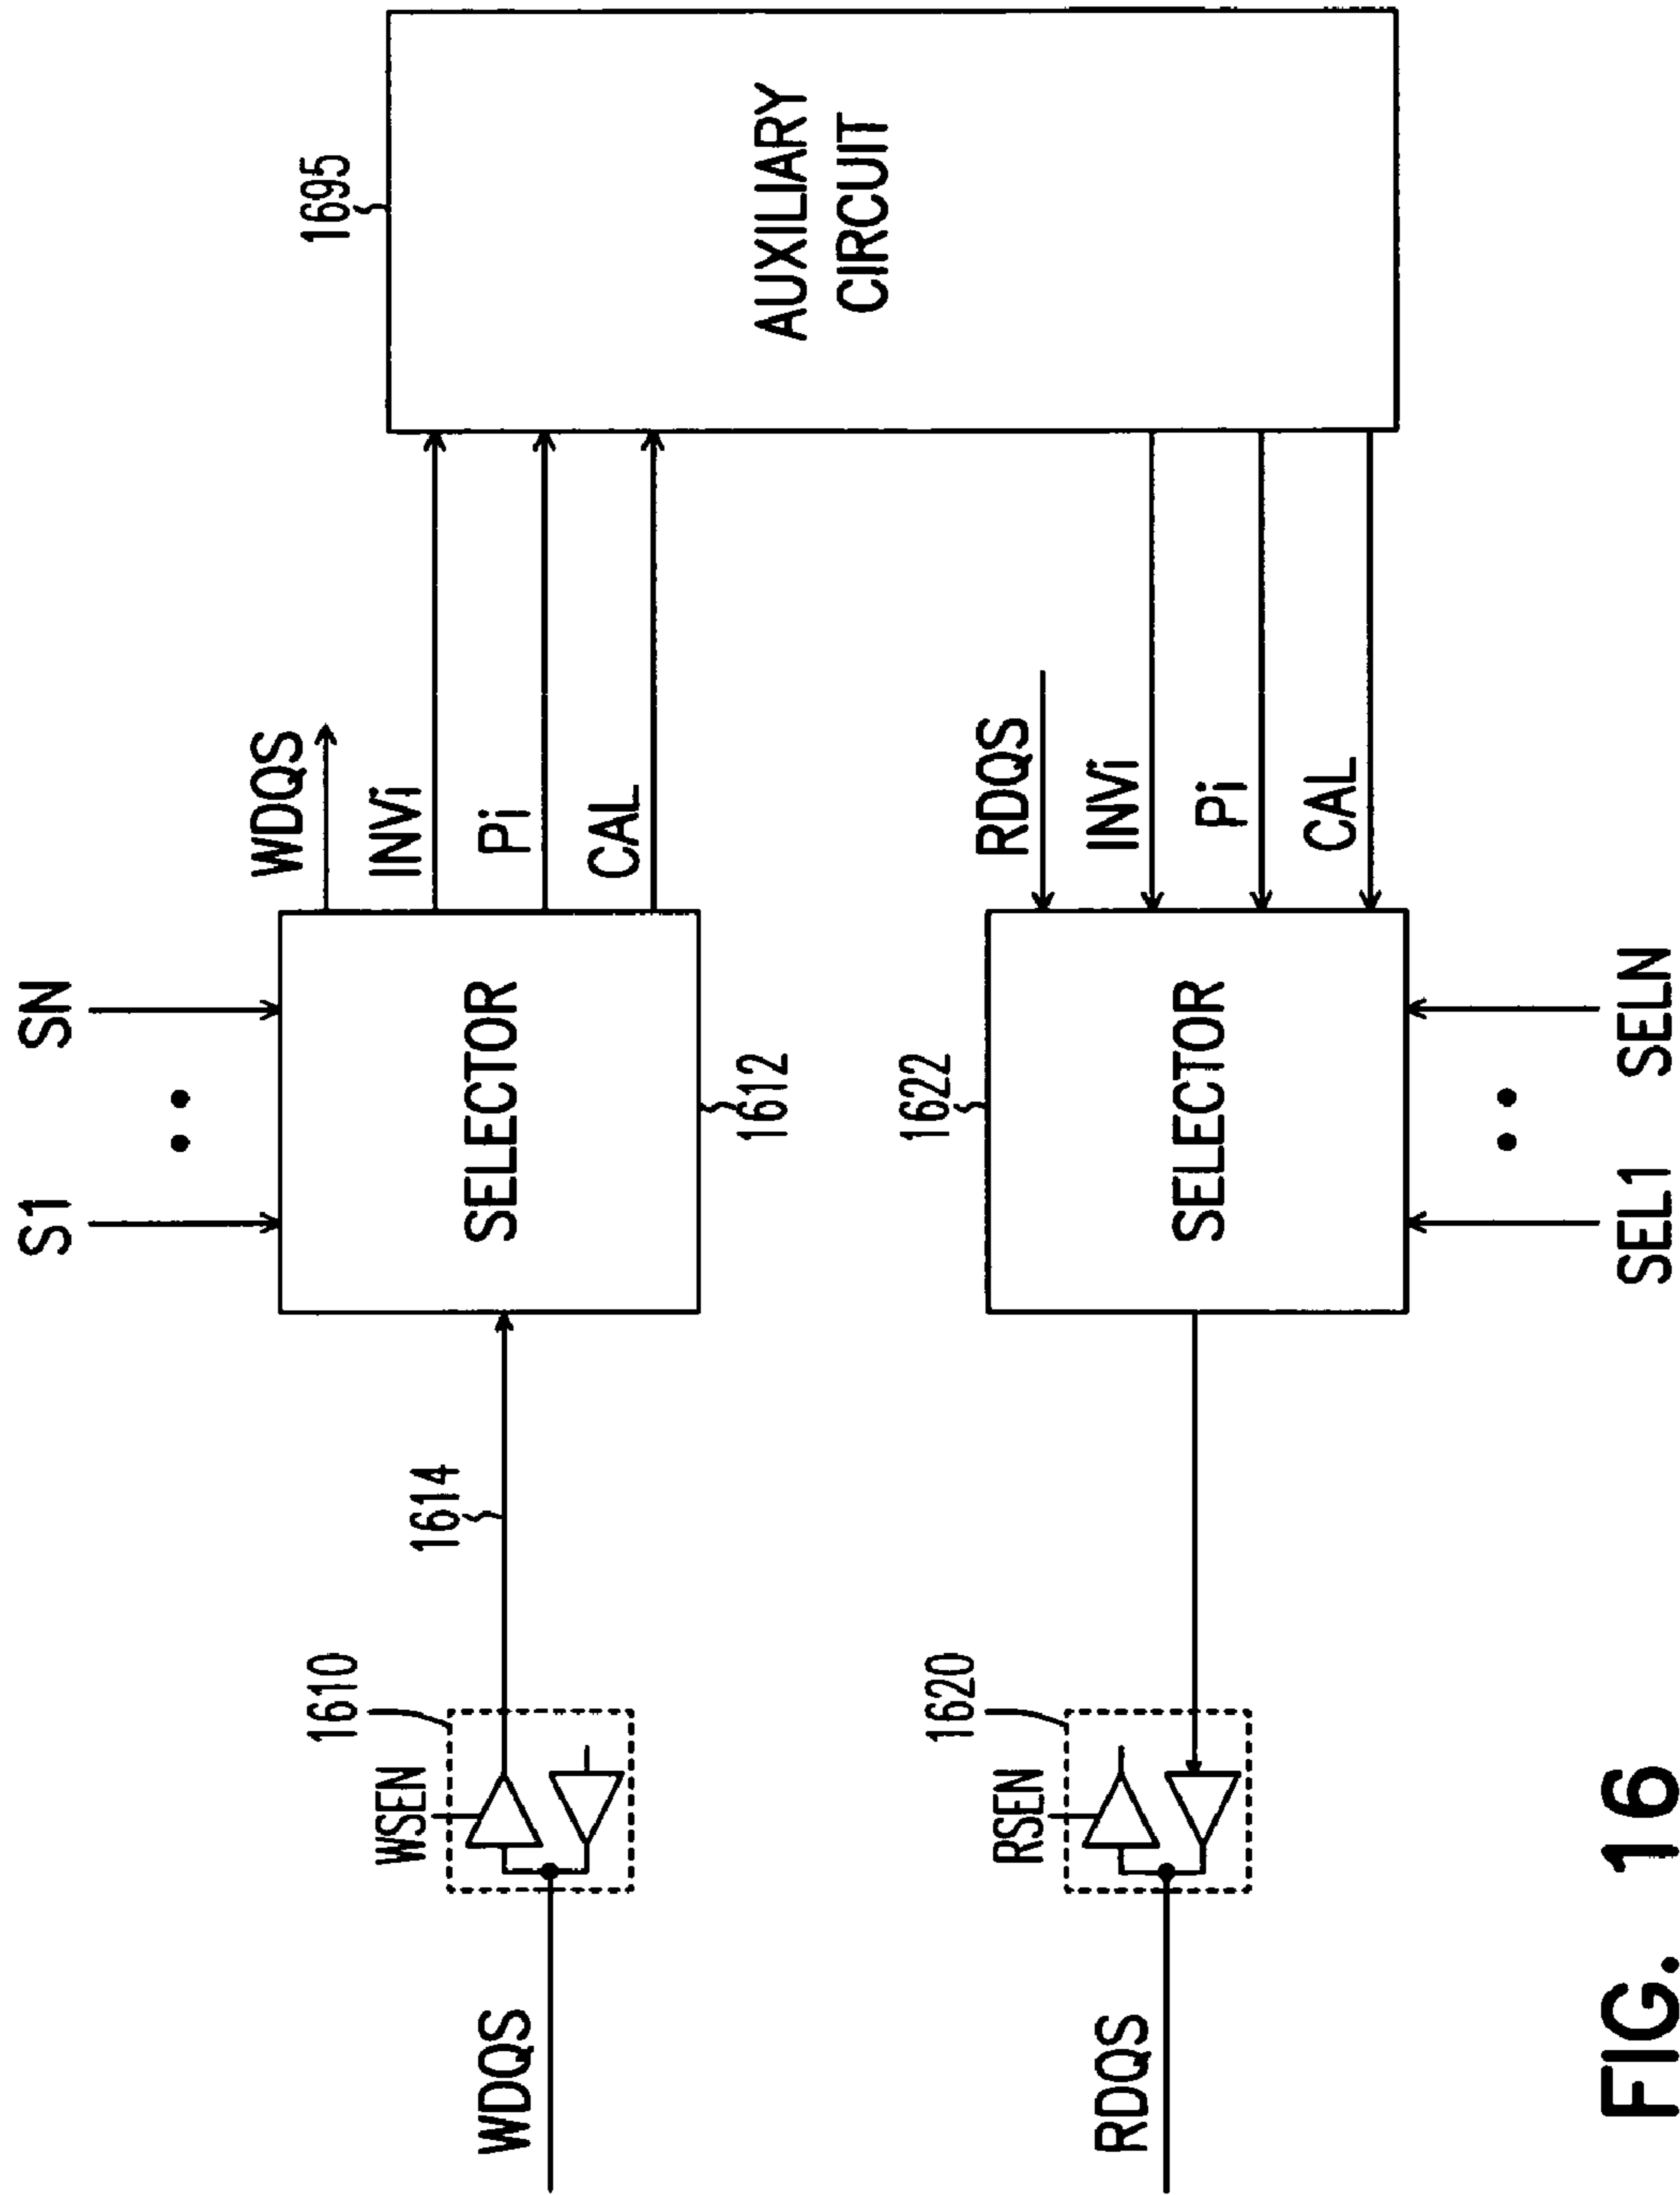 1695
AUXILIARY
CIRCUIT
WDQS
INVi
Pi
CAL
RDQS
INVi
Pi
CAL
SN
S1
SELECTOR
1612
1622
SELECTOR
SELN
SEL1
1614
1610
WSEN
1620
RSEN
WDQS
RDQS
FIG. 16